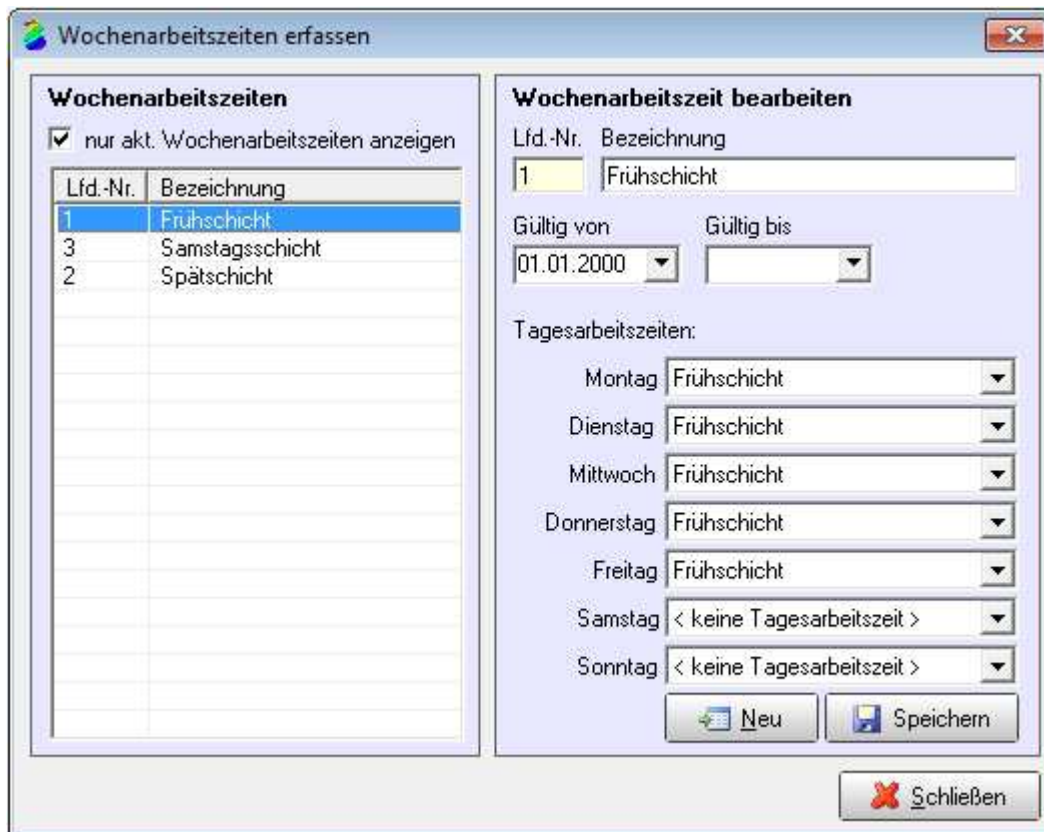 Wochenarbeitszeiten erfassen
Wochenarbeitszeiten
nur akt. Wochenarbeitszeiten anzeigen
Lfd.-Nr. Bezeichnung
1 Frühschicht
3 Samstagsschicht
2 Spätschicht
Wochenarbeitszeit bearbeiten
Lfd.-Nr. Bezeichnung
1 Frühschicht
Gültig von Gültig bis
01.01.2000
Tagesarbeitszeiten:
Montag Frühschicht
Dienstag Frühschicht
Mittwoch Frühschicht
Donnerstag Frühschicht
Freitag Frühschicht
Samstag < keine Tagesarbeitszeit >
Sonntag < keine Tagesarbeitszeit >
Neu Speichern
Schließen